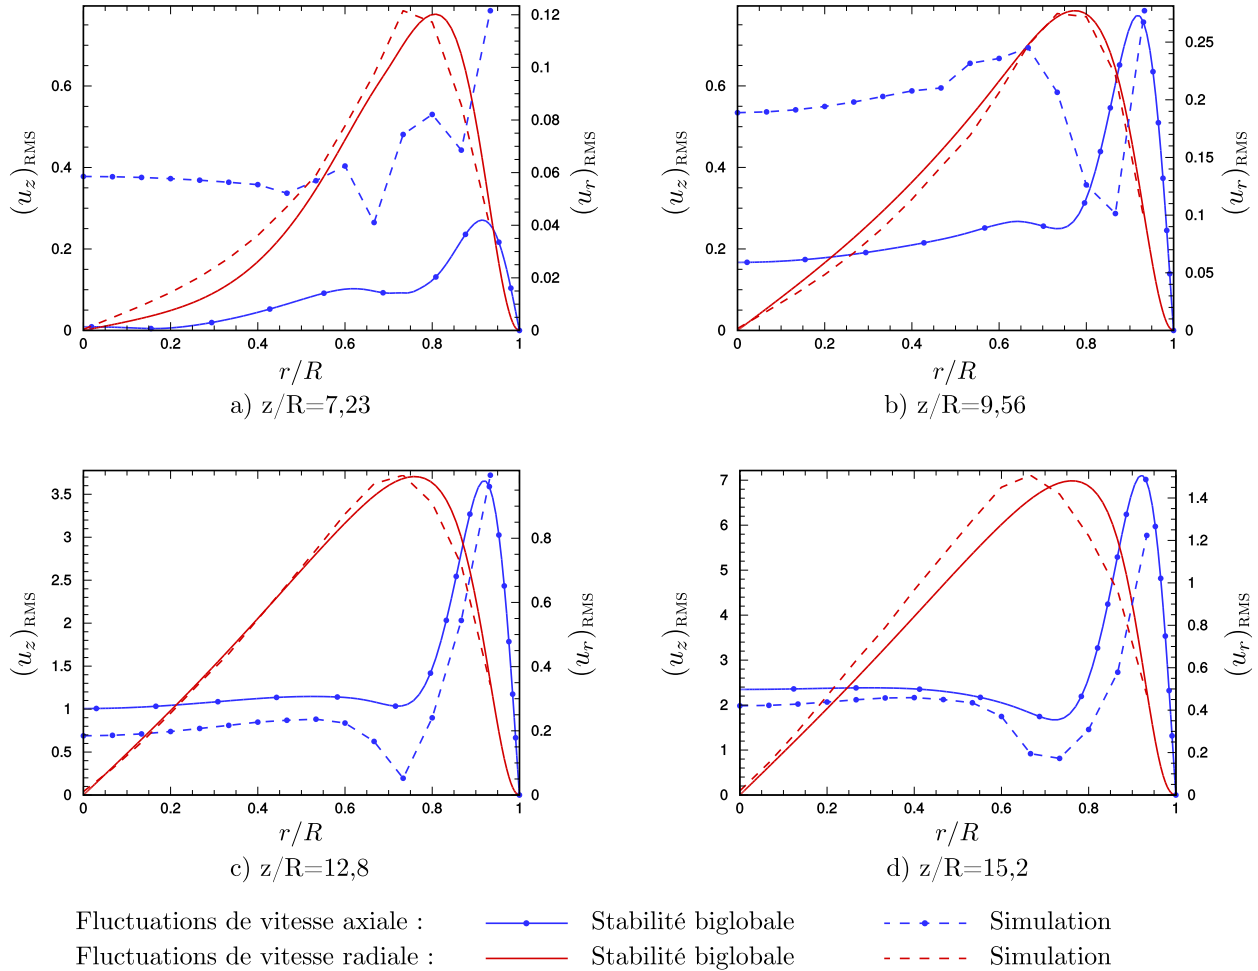 0.6
0.4
0.2
0
(u_z)_RMS
0 0.2 0.4 0.6 0.8 1
0.12
0.1
0.08
0.06
0.04
0.02
0
(u_r)_RMS
r/R
a) z/R=7,23
0.6
0.4
0.2
0
(u_z)_RMS
0 0.2 0.4 0.6 0.8 1
0.25
0.2
0.15
0.1
0.05
0
(u_r)_RMS
r/R
b) z/R=9,56
3.5
3
2.5
2
1.5
1
0.5
0
(u_z)_RMS
0 0.2 0.4 0.6 0.8 1
0.8
0.6
0.4
0.2
0
(u_r)_RMS
r/R
c) z/R=12,8
7
6
5
4
3
2
1
0
(u_z)_RMS
0 0.2 0.4 0.6 0.8 1
1.4
1.2
1
0.8
0.6
0.4
0.2
0
(u_r)_RMS
r/R
d) z/R=15,2
Fluctuations de vitesse axiale : Stabilité biglobale Simulation
Fluctuations de vitesse radiale : Stabilité biglobale Simulation